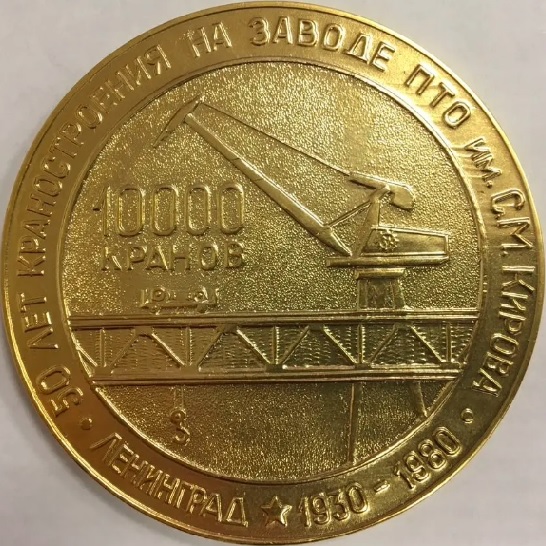 · 50 ЛЕТ КРАНОСТРОЕНИЯ НА ЗАВОДЕ ПТО ИМ. С.М. КИРОВА ·
10000
КРАНОВ
ЛЕНИНГРАД ★ 1930 - 1980